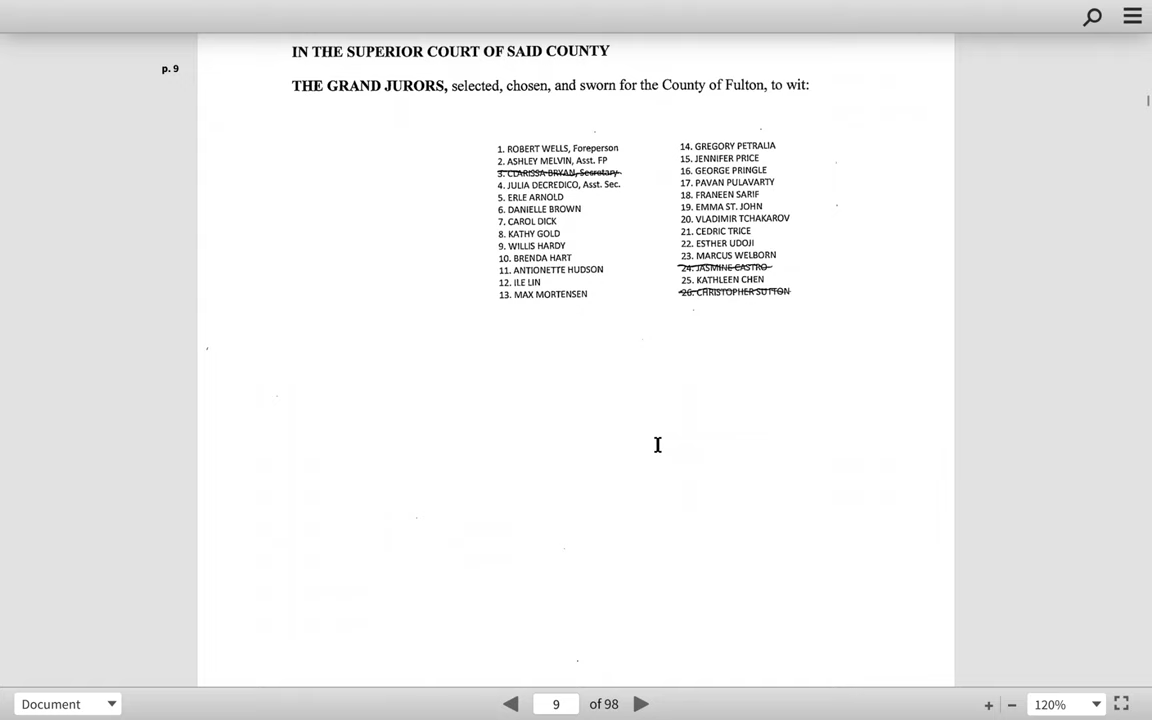 IN THE SUPERIOR COURT OF SAID COUNTY
p. 9
THE GRAND JURORS, selected, chosen, and sworn for the County of Fulton, to wit:
1. ROBERT WELLS, Foreperson
2. ASHLEY MELVIN, Asst. FP
3. CLARISSA BRYAN, Secretary
4. JULIA DECREDICO, Asst. Sec.
5. ERLE ARNOLD
6. DANIELLE BROWN
7. CAROL DICK
8. KATHY GOLD
9. WILLIS HARDY
10. BRENDA HART
11. ANTIONETTE HUDSON
12. ILE LIN
13. MAX MORTENSEN
14. GREGORY PETRALIA
15. JENNIFER PRICE
16. GEORGE PRINGLE
17. PAVAN PULAVARTY
18. FRANEEN SARIF
19. EMMA ST. JOHN
20. VLADIMIR TCHAKAROV
21. CEDRIC TRICE
22. ESTHER UDOJI
23. MARCUS WELBORN
24. JASMINE CASTRO
25. KATHLEEN CHEN
26. CHRISTOPHER SUTTON
Document
9 of 98
120%